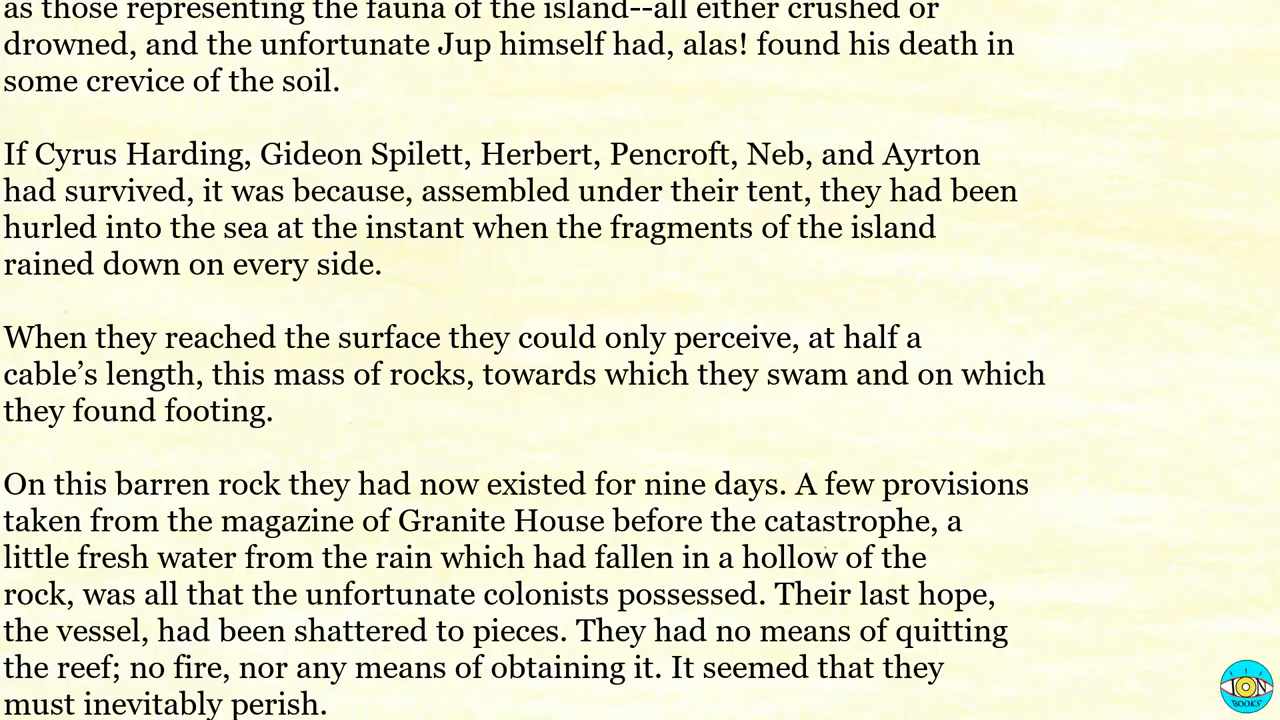 as those representing the fauna of the island--all either crushed or
drowned, and the unfortunate Jup himself had, alas! found his death in
some crevice of the soil.
If Cyrus Harding, Gideon Spilett, Herbert, Pencroft, Neb, and Ayrton
had survived, it was because, assembled under their tent, they had been
hurled into the sea at the instant when the fragments of the island
rained down on every side.
When they reached the surface they could only perceive, at half a
cable’s length, this mass of rocks, towards which they swam and on which
they found footing.
On this barren rock they had now existed for nine days. A few provisions
taken from the magazine of Granite House before the catastrophe, a
little fresh water from the rain which had fallen in a hollow of the
rock, was all that the unfortunate colonists possessed. Their last hope,
the vessel, had been shattered to pieces. They had no means of quitting
the reef; no fire, nor any means of obtaining it. It seemed that they
must inevitably perish.
ION
BOOKS